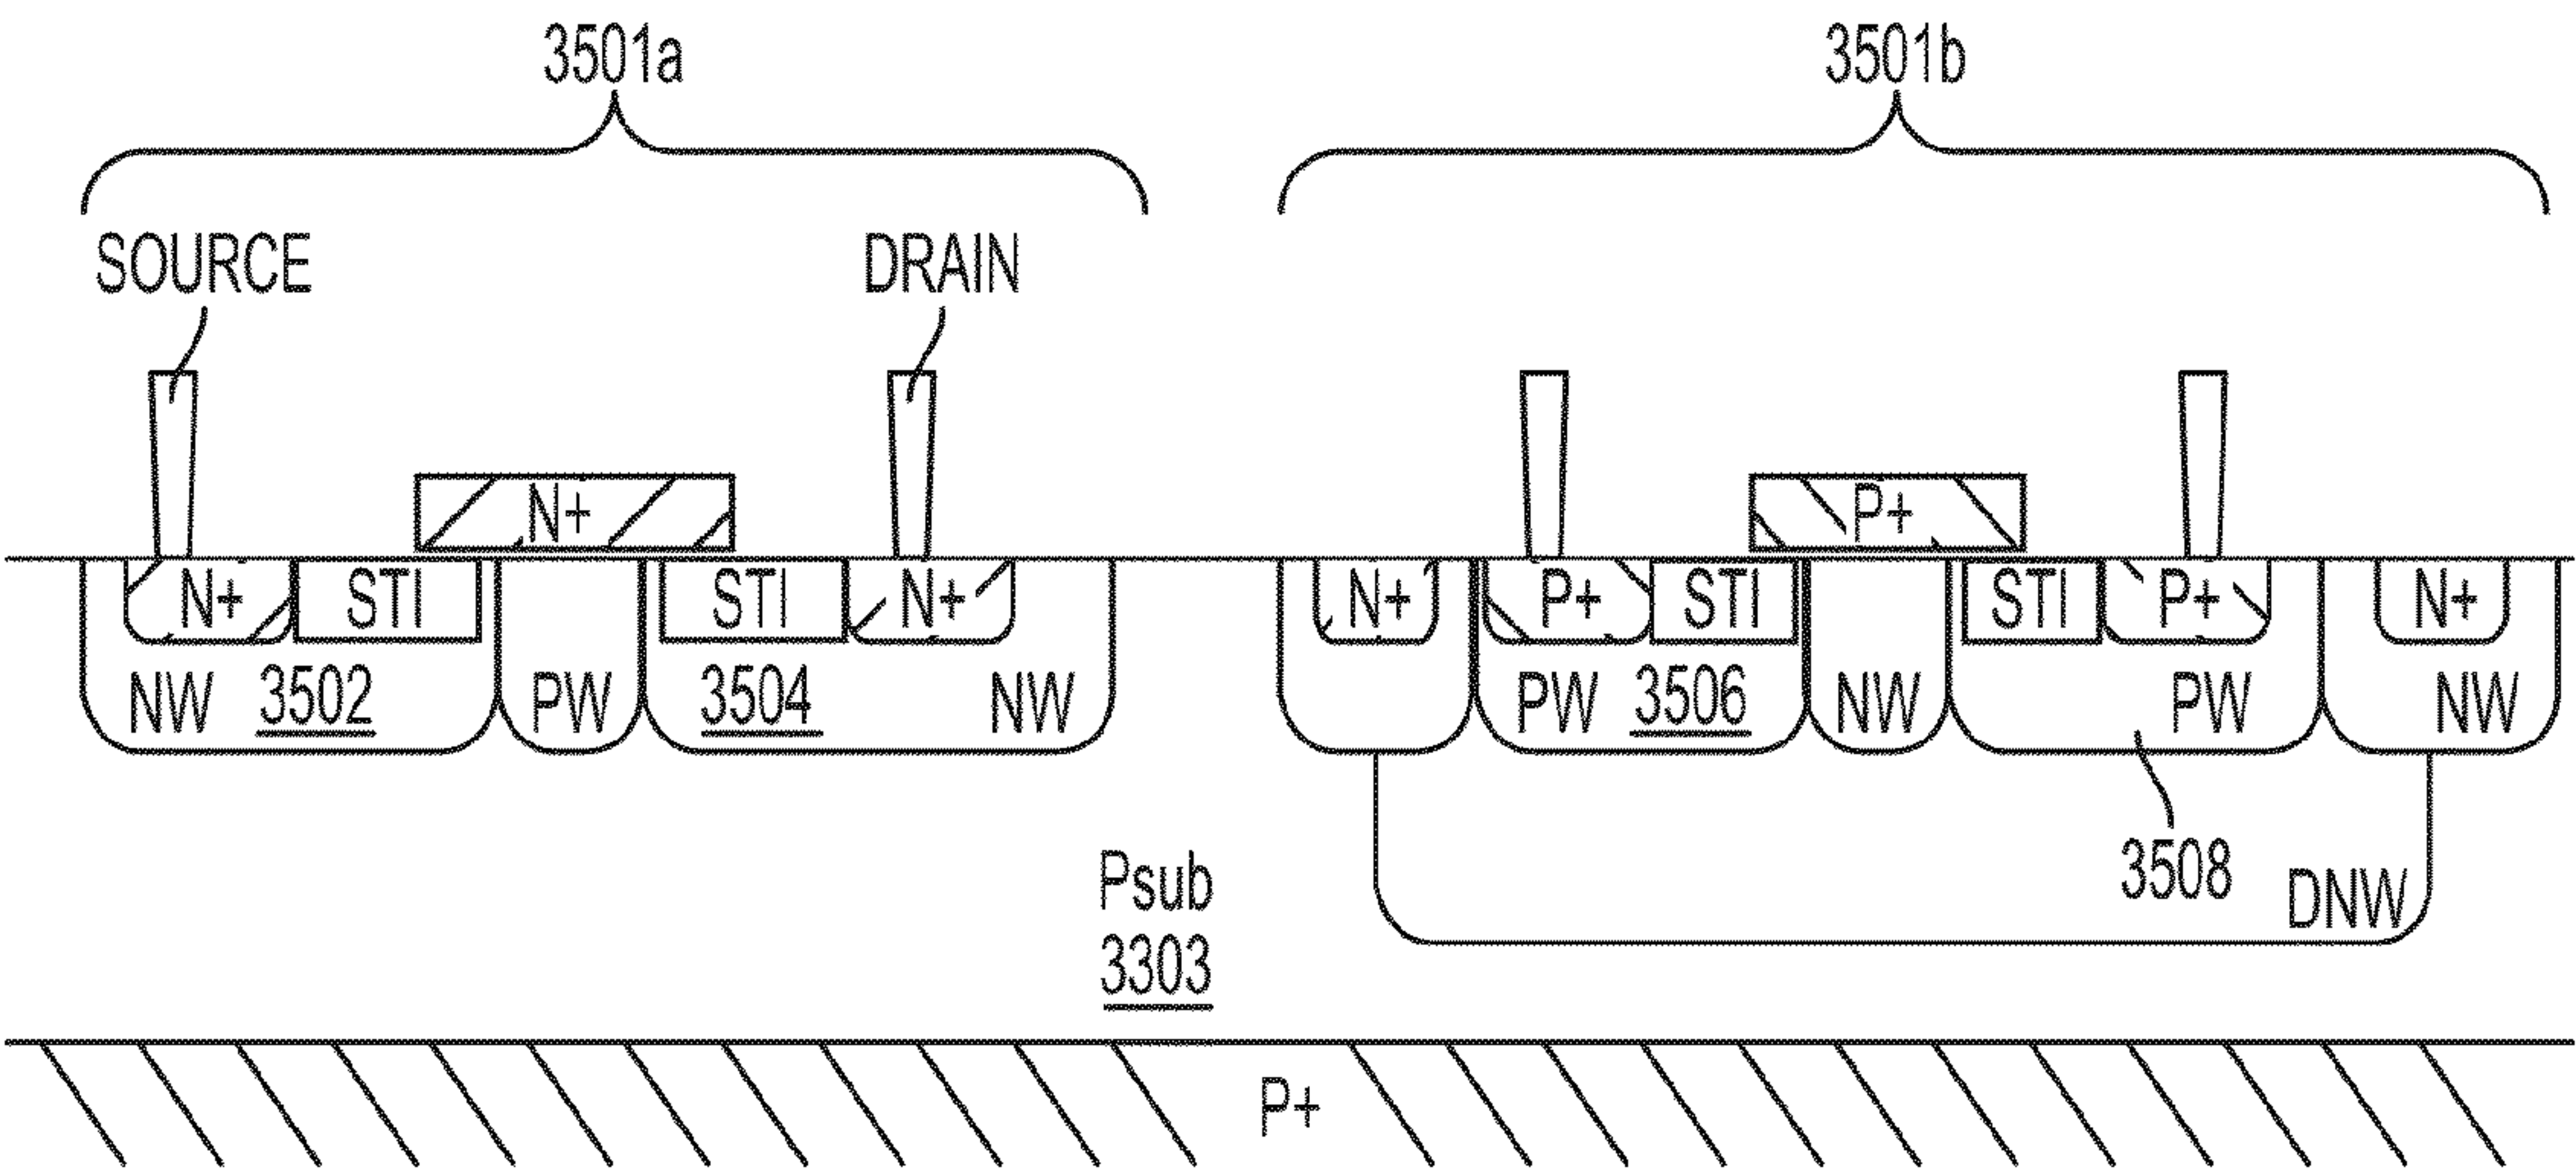 3501a 3501b
SOURCE DRAIN
N+ P+
N+ STI STI N+ N+ P+ STI STI P+ N+
NW 3502 PW 3504 NW PW 3506 NW PW NW
Psub 3508 DNW
3303
P+